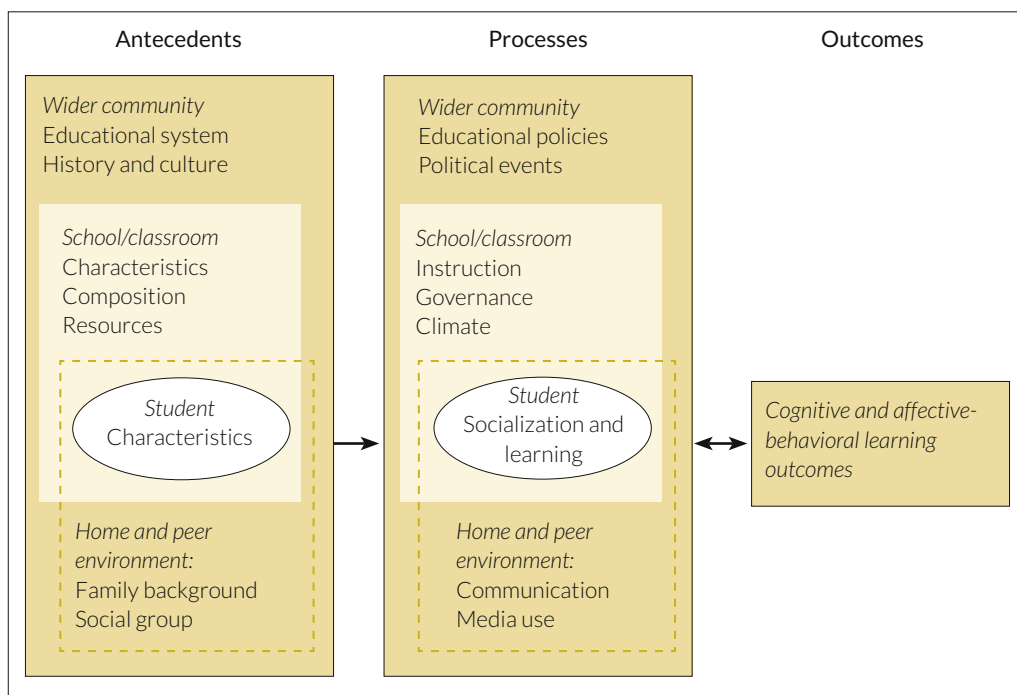 Antecedents
Processes
Outcomes
Wider community
Educational system
History and culture
School/classroom
Characteristics
Composition
Resources
Student
Characteristics
Home and peer
environment:
Family background
Social group
Wider community
Educational policies
Political events
School/classroom
Instruction
Governance
Climate
Student
Socialization and
learning
Home and peer
environment:
Communication
Media use
Cognitive and affective-
behavioral learning
outcomes